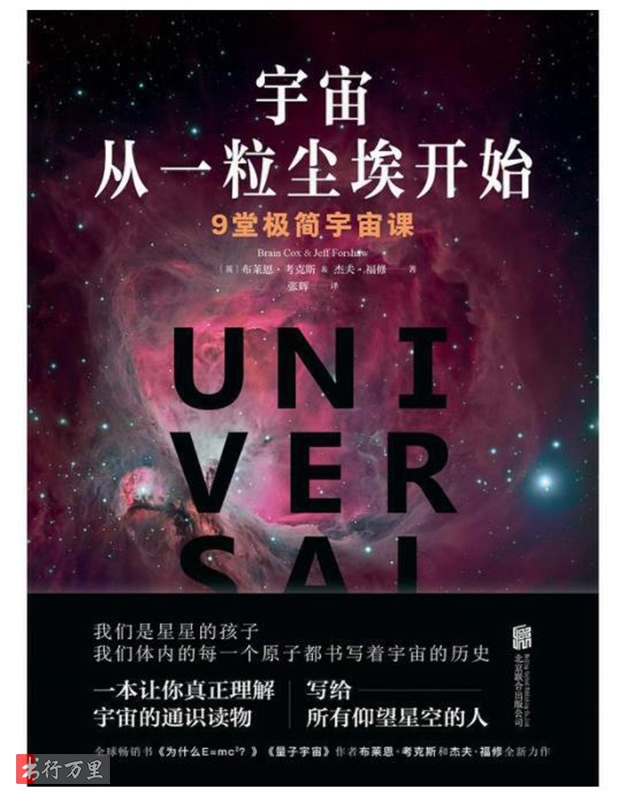 宇宙
从一粒尘埃开始
9堂极简宇宙课
Brain Cox & Jeff Forshaw
［英］布莱恩·考克斯 & 杰夫·福修——著
张辉——译
UNI
VER
SAL
我们是星星的孩子
我们体内的每一个原子都书写着宇宙的历史
一本让你真正理解
宇宙的通识读物
写给
所有仰望星空的人
北京联合出版公司
全球畅销书《为什么E=mc²？》《量子宇宙》作者布莱恩·考克斯和杰夫·福修全新力作
书行万里